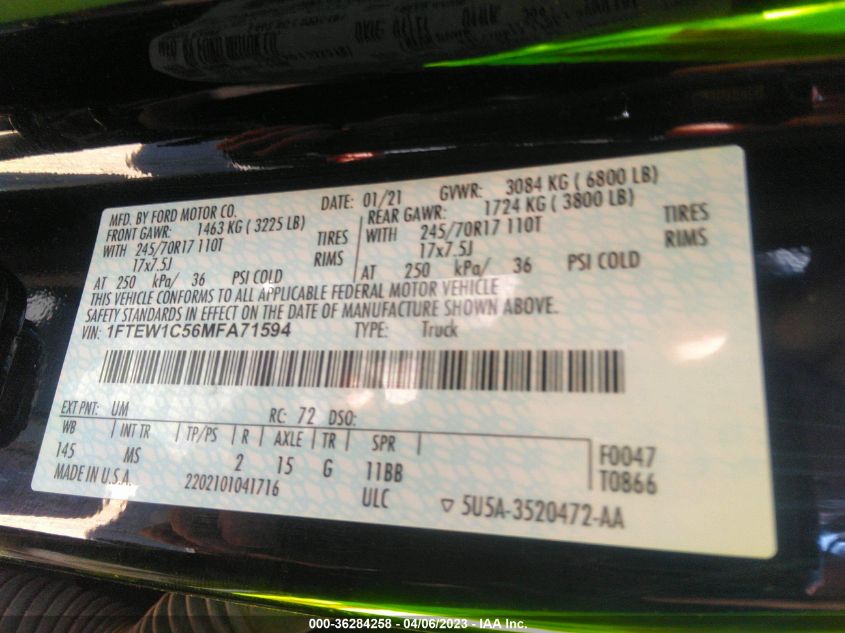 MFD. BY FORD MOTOR CO.
DATE: 01/21 GVWR: 3084 KG ( 6800 LB)
FRONT GAWR: 1463 KG ( 3225 LB)
WITH 245/70R17 110T TIRES
17x7.5J RIMS
AT 250 kPa/ 36 PSI COLD
REAR GAWR: 1724 KG ( 3800 LB)
WITH 245/70R17 110T TIRES
17x7.5J RIMS
AT 250 kPa/ 36 PSI COLD
THIS VEHICLE CONFORMS TO ALL APPLICABLE FEDERAL MOTOR VEHICLE
SAFETY STANDARDS IN EFFECT ON THE DATE OF MANUFACTURE SHOWN ABOVE.
VIN: 1FTEW1C56MFA71594 TYPE: Truck
EXT PNT: UM RC: 72 DSO:
WB INT TR TP/PS R AXLE TR SPR
145 MS 2 15 G 11BB
F0047
T0866
MADE IN U.S.A. 2202101041716 ULC
5U5A-3520472-AA
000-36284258 - 04/06/2023 - IAA Inc.